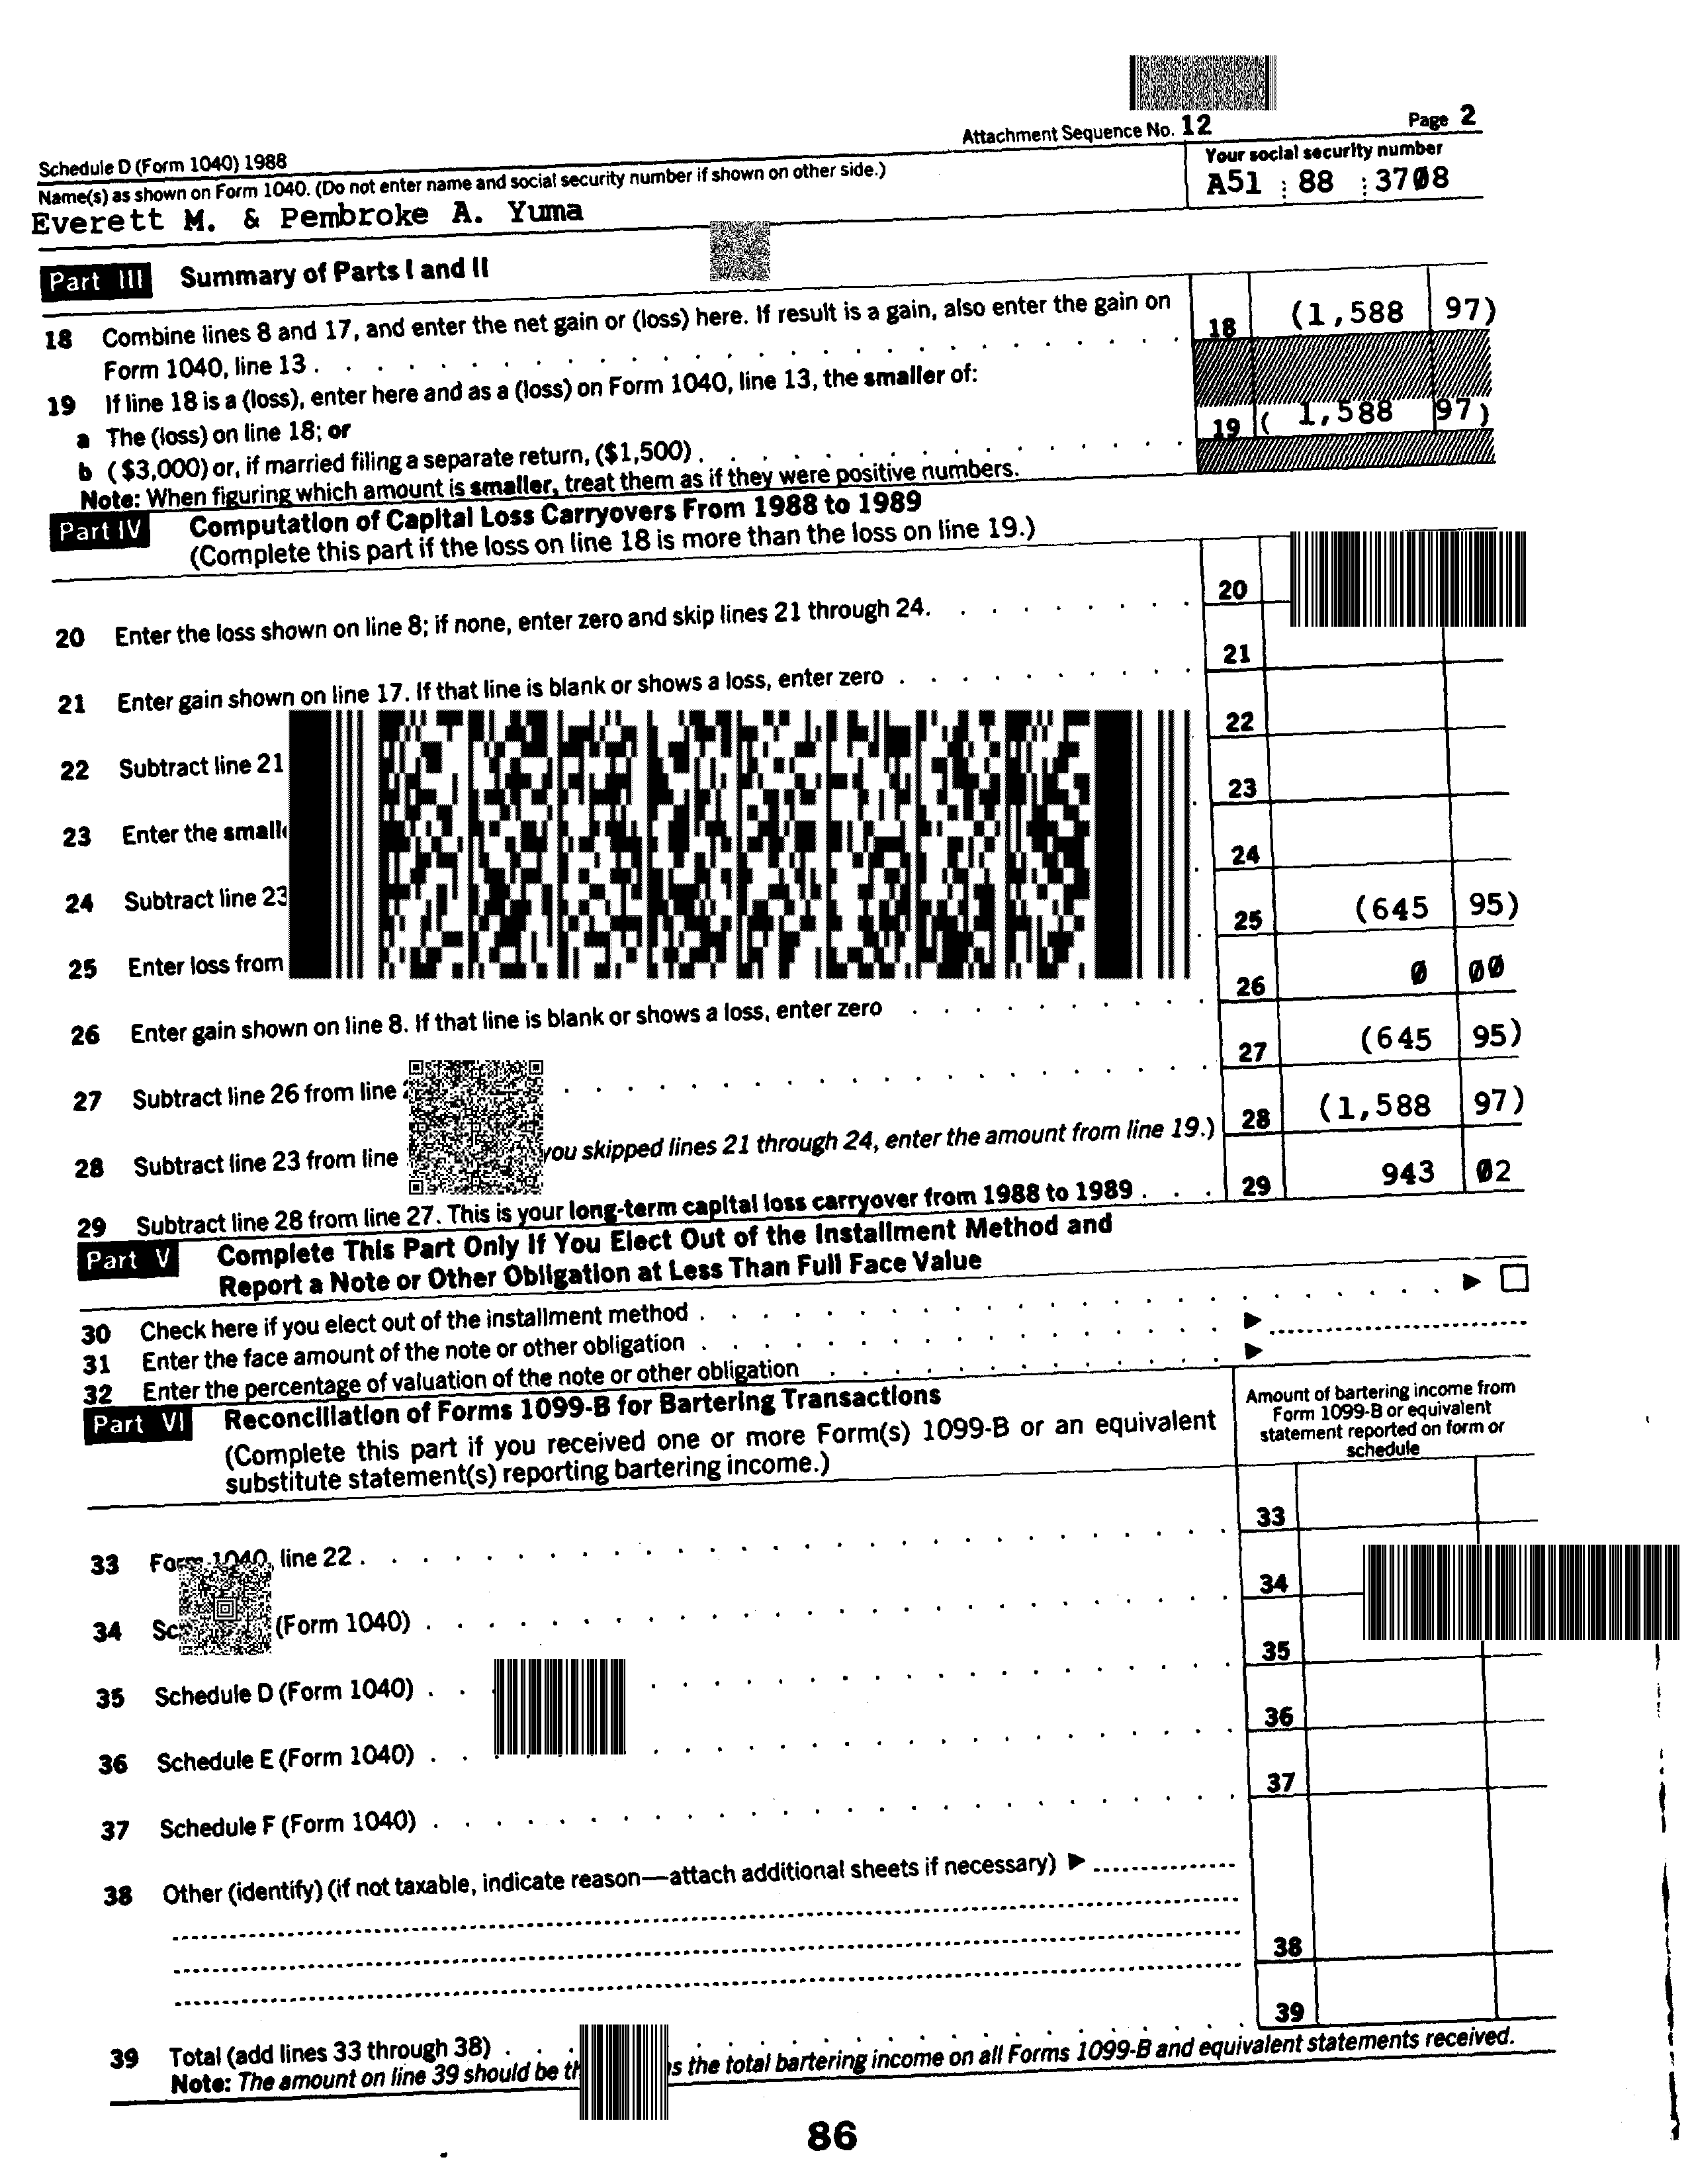 Attachment Sequence No. 12 Page 2
Schedule D (Form 1040) 1988
Name(s) as shown on Form 1040. (Do not enter name and social security number if shown on other side.) Your social security number
Everett M. & Pembroke A. Yuma A51 : 88 : 3708
Part III Summary of Parts I and II
18 Combine lines 8 and 17, and enter the net gain or (loss) here. If result is a gain, also enter the gain on
Form 1040, line 13 . . . 18 (1,588 97)
19 If line 18 is a (loss), enter here and as a (loss) on Form 1040, line 13, the smaller of:
a The (loss) on line 18; or
b ($3,000) or, if married filing a separate return, ($1,500) . . . 19 ( 1,588 97)
Note: When figuring which amount is smaller, treat them as if they were positive numbers.
Part IV Computation of Capital Loss Carryovers From 1988 to 1989
(Complete this part if the loss on line 18 is more than the loss on line 19.)
20 Enter the loss shown on line 8; if none, enter zero and skip lines 21 through 24. . . . 20
21 Enter gain shown on line 17. If that line is blank or shows a loss, enter zero . . . 21
22 Subtract line 21 22
23 Enter the 23
24 Subtract line 23 24
25 Enter loss from 25 (645 95)
26 Enter gain shown on line 8. If that line is blank or shows a loss, enter zero . . . 26 0 00
27 Subtract line 26 from line . . . 27 (645 95)
28 Subtract line 23 from line you skipped lines 21 through 24, enter the amount from line 19.) 28 (1,588 97)
29 Subtract line 28 from line 27. This is your long-term capital loss carryover from 1988 to 1989 . . . 29 943 02
Part V Complete This Part Only If You Elect Out of the Installment Method and
Report a Note or Other Obligation at Less Than Full Face Value
30 Check here if you elect out of the installment method . . . ▶ ☐
31 Enter the face amount of the note or other obligation . . . ▶
32 Enter the percentage of valuation of the note or other obligation . . . ▶
Part VI Reconciliation of Forms 1099-B for Bartering Transactions
(Complete this part if you received one or more Form(s) 1099-B or an equivalent
substitute statement(s) reporting bartering income.)
Amount of bartering income from
Form 1099-B or equivalent
statement reported on form or
schedule
33 Form 1040, line 22 . . . 33
34 (Form 1040) . . . 34
35 Schedule D (Form 1040) . . . 35
36 Schedule E (Form 1040) . . . 36
37 Schedule F (Form 1040) . . . 37
38 Other (identify) (if not taxable, indicate reason—attach additional sheets if necessary) ▶ 38
39 Total (add lines 33 through 38) . . . 39
Note: The amount on line 39 should be the total bartering income on all Forms 1099-B and equivalent statements received.
86